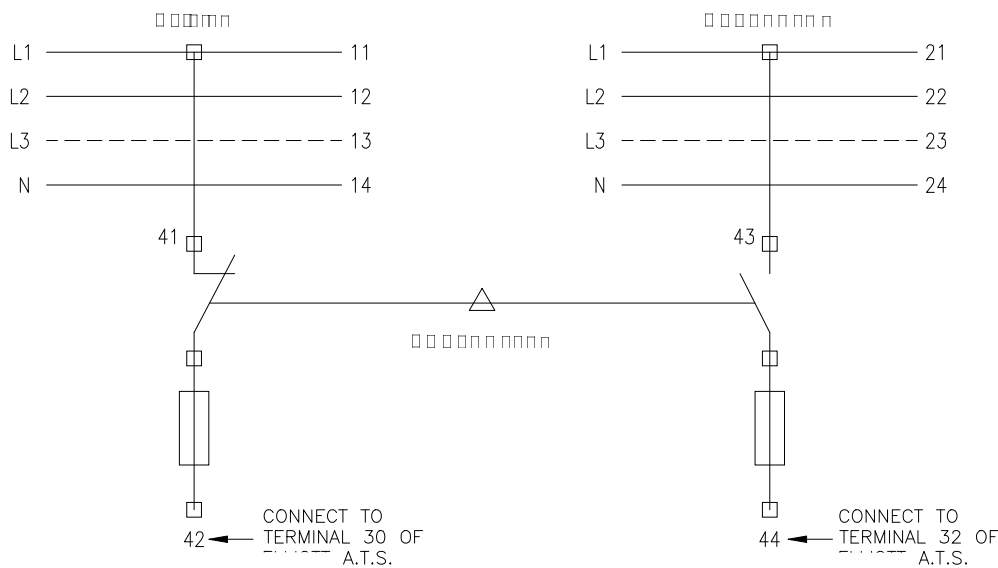 L1 11
L2 12
L3 13
N 14
41
L1 21
L2 22
L3 23
N 24
43
42
CONNECT TO
TERMINAL 30 OF
A.T.S.
44
CONNECT TO
TERMINAL 32 OF
A.T.S.